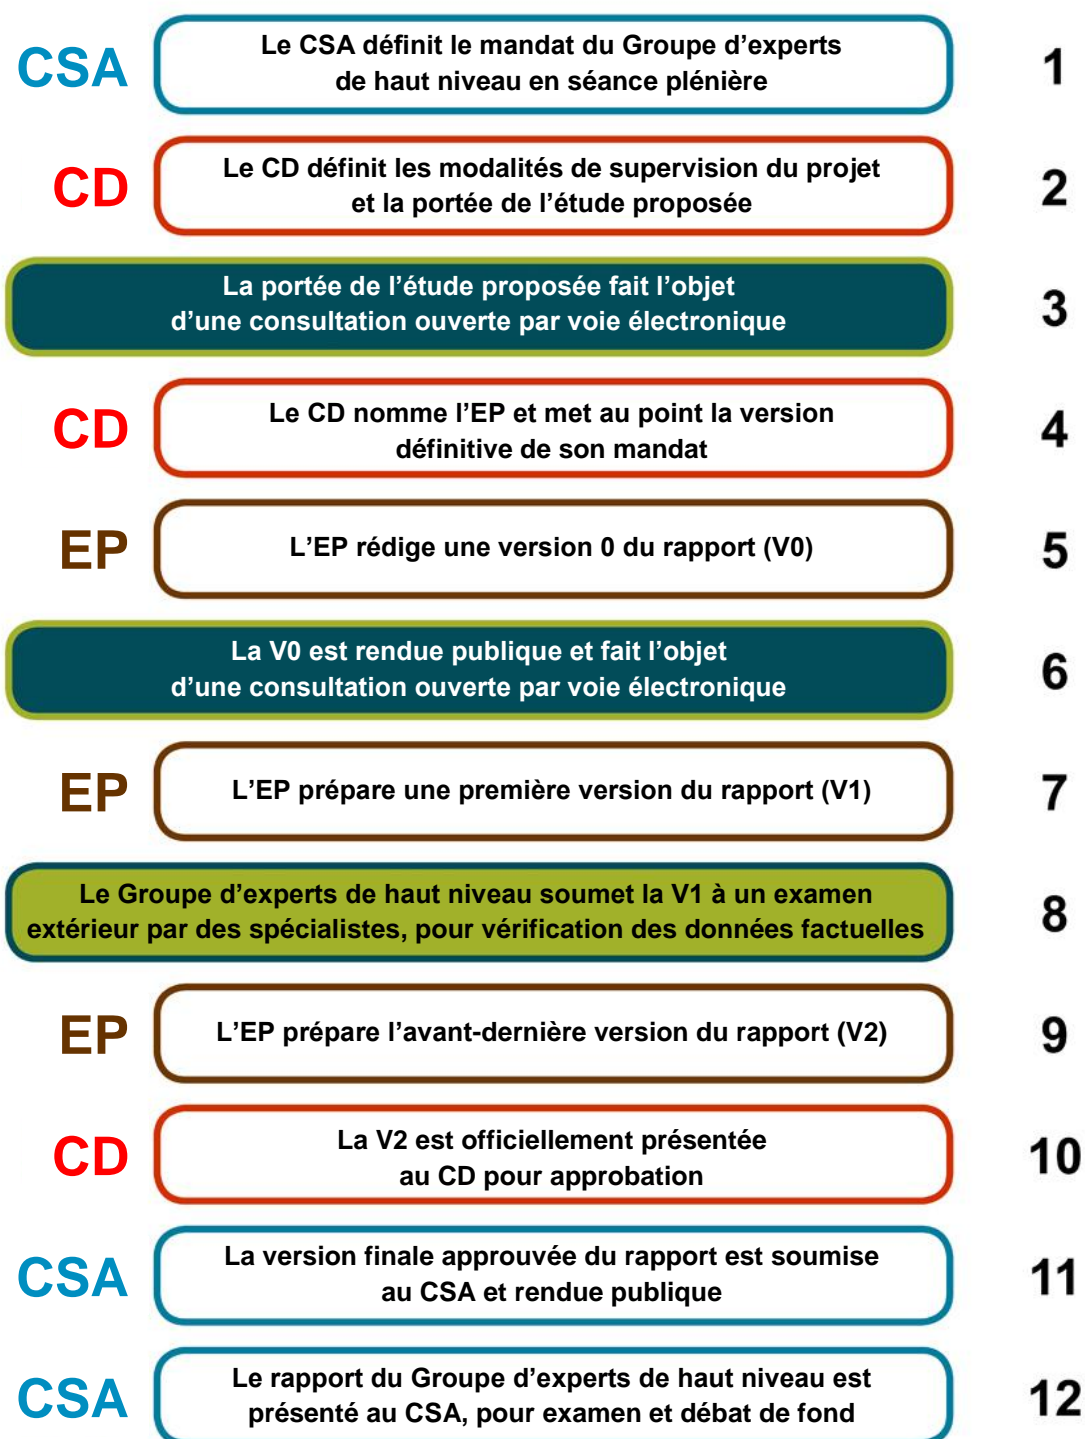 CSA
Le CSA définit le mandat du Groupe d’experts
de haut niveau en séance plénière
1
CD
Le CD définit les modalités de supervision du projet
et la portée de l’étude proposée
2
La portée de l’étude proposée fait l’objet
d’une consultation ouverte par voie électronique
3
CD
Le CD nomme l’EP et met au point la version
définitive de son mandat
4
EP
L’EP rédige une version 0 du rapport (V0)
5
La V0 est rendue publique et fait l’objet
d’une consultation ouverte par voie électronique
6
EP
L’EP prépare une première version du rapport (V1)
7
Le Groupe d’experts de haut niveau soumet la V1 à un examen
extérieur par des spécialistes, pour vérification des données factuelles
8
EP
L’EP prépare l’avant-dernière version du rapport (V2)
9
CD
La V2 est officiellement présentée
au CD pour approbation
10
CSA
La version finale approuvée du rapport est soumise
au CSA et rendue publique
11
CSA
Le rapport du Groupe d’experts de haut niveau est
présenté au CSA, pour examen et débat de fond
12